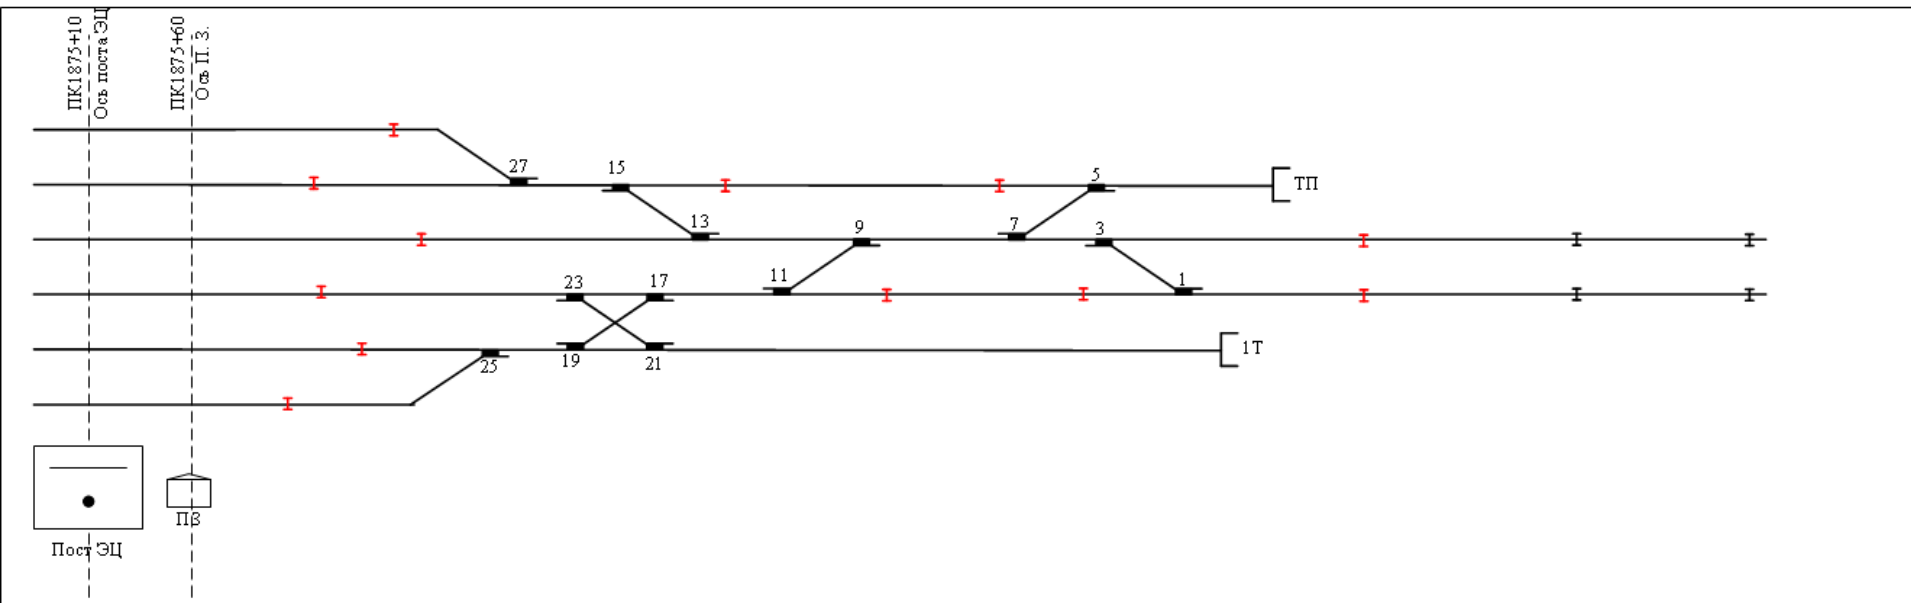 ПК1875+10
Ось поста ЭЦ
ПК1875+60
Ось П. З.
27
15
5
ТП
13
9
7
3
23
17
11
1
25
19
21
1Т
ПЗ
Пост ЭЦ